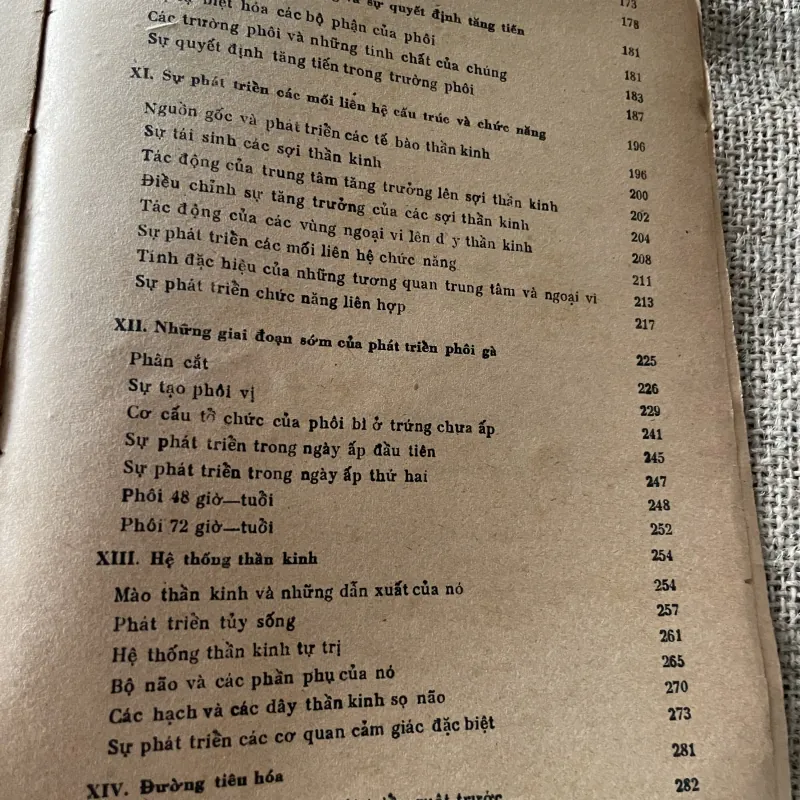 173
178
và sự quyết định tăng tiến 181
biệt hóa các bộ phận của phôi 181
Các trường phôi và những tính chất của chúng 183
Sự quyết định tăng tiến trong trường phôi 187
XI. Sự phát triển các mối liên hệ cấu trúc và chức năng 196
Nguồn gốc và phát triển các tế bào thần kinh 196
Sự tái sinh các sợi thần kinh 200
Tác động của trung tâm tăng trưởng lên sợi thần kinh 202
Điều chỉnh sự tăng trưởng của các sợi thần kinh 204
Tác động của các vùng ngoại vi lên d y thần kinh 208
Sự phát triển các mối liên hệ chức năng 211
Tính đặc hiệu của những tương quan trung tâm và ngoại vi 213
Sự phát triển chức năng liên hợp 217
XII. Những giai đoạn sớm của phát triển phôi gà 225
Phân cắt 226
Sự tạo phôi vị 229
Cơ cấu tổ chức của phôi bì ở trứng chưa ấp 241
Sự phát triển trong ngày ấp đầu tiên 245
Sự phát triển trong ngày ấp thứ hai 247
Phôi 48 giờ—tuổi 248
Phôi 72 giờ—tuổi 252
XIII. Hệ thống thần kinh 254
Mào thần kinh và những dẫn xuất của nó 254
Phát triển tủy sống 257
Hệ thống thần kinh tự trị 261
Bộ não và các phần phụ của nó 265
Các hạch và các dây thần kinh sọ não 270
Sự phát triển các cơ quan cảm giác đặc biệt 273
XIV. Đường tiêu hóa 281
trước 282